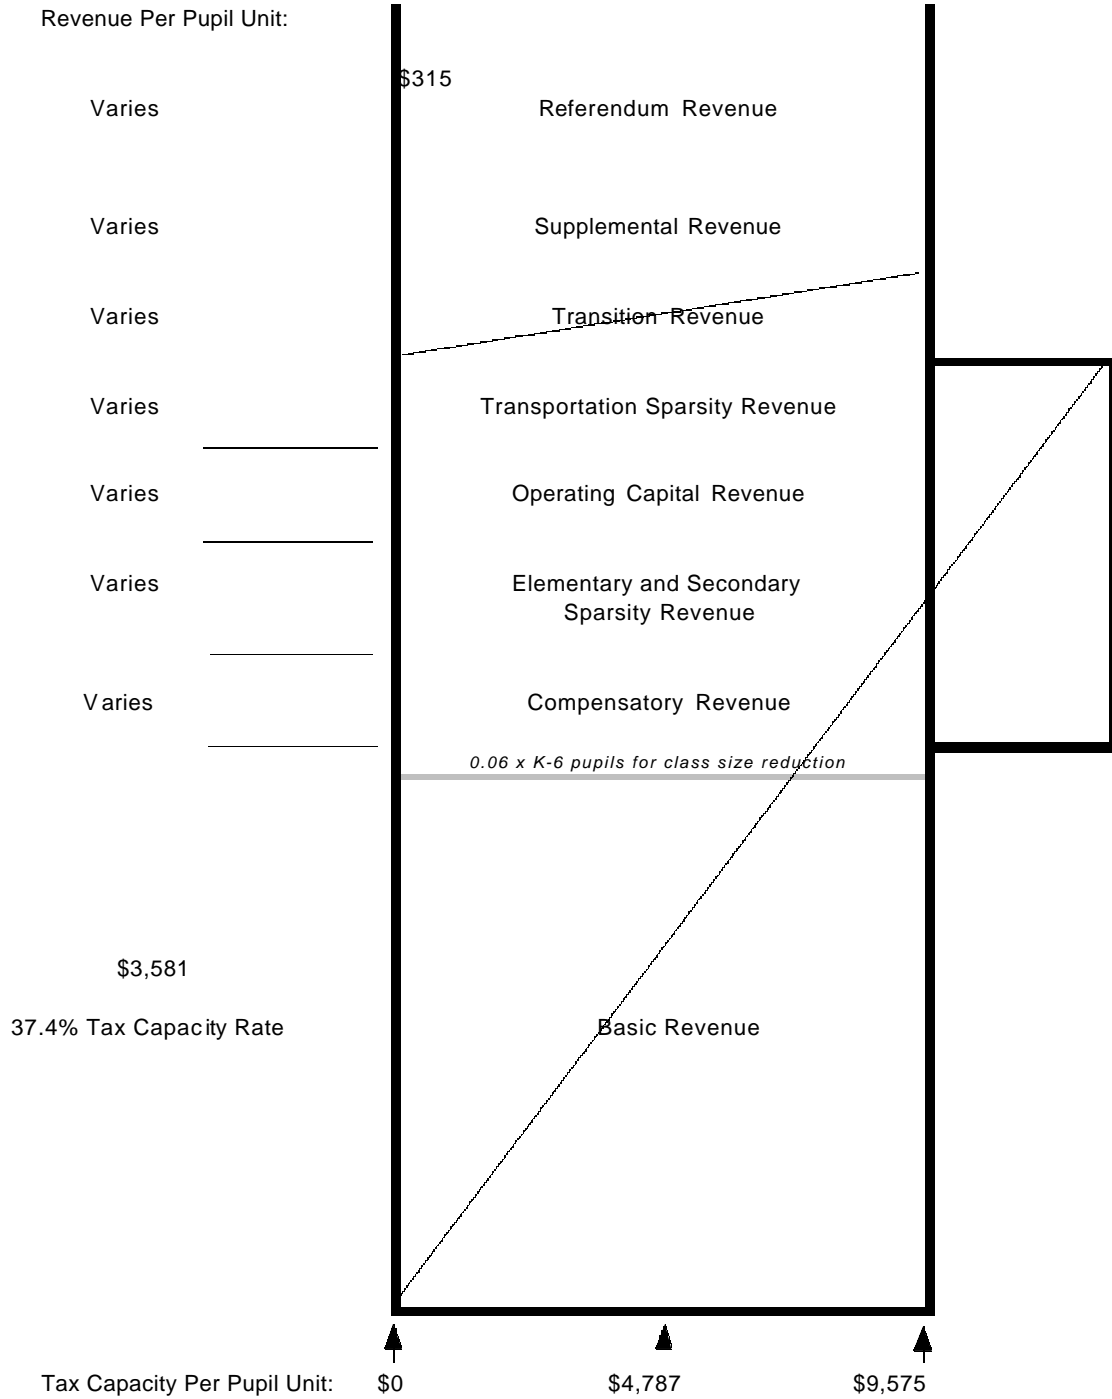 Revenue Per Pupil Unit:
$315
Varies Referendum Revenue
Varies Supplemental Revenue
Varies Transition Revenue
Varies Transportation Sparsity Revenue
Varies Operating Capital Revenue
Varies Elementary and Secondary
Sparsity Revenue
Varies Compensatory Revenue
0.06 x K-6 pupils for class size reduction
$3,581
37.4% Tax Capacity Rate Basic Revenue
Tax Capacity Per Pupil Unit: $0 $4,787 $9,575